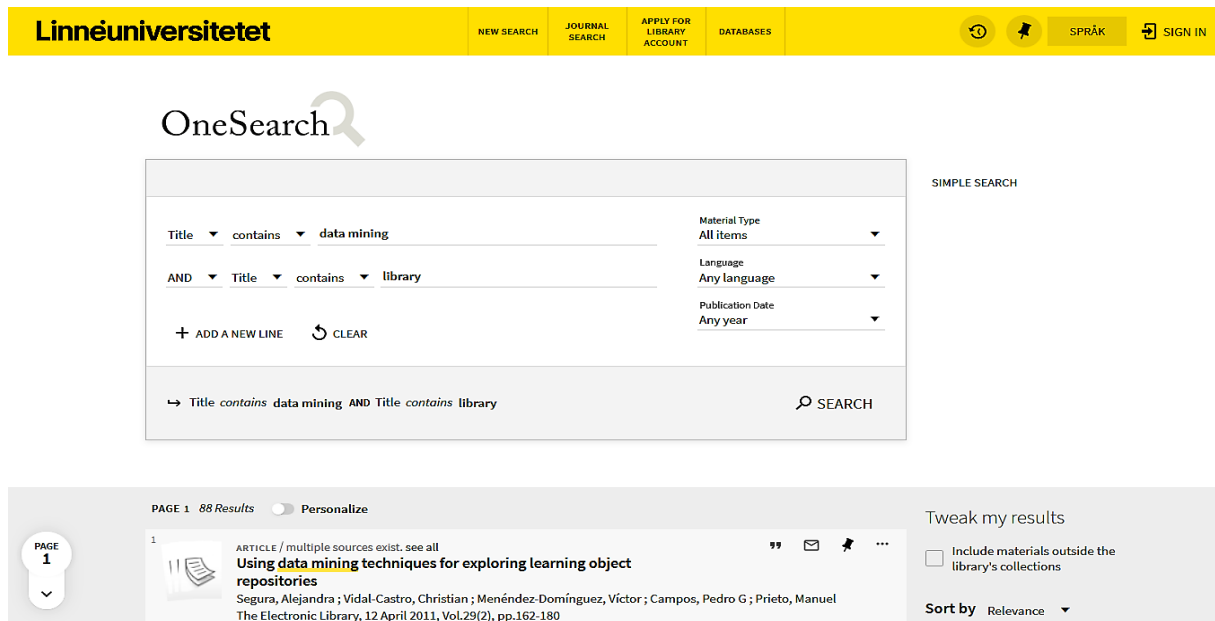 Linnéuniversitetet
NEW SEARCH
JOURNAL
SEARCH
APPLY FOR
LIBRARY
ACCOUNT
DATABASES
SPRÅK
SIGN IN
OneSearch
SIMPLE SEARCH
Title contains data mining
AND Title contains library
Material Type
All items
Language
Any language
Publication Date
Any year
ADD A NEW LINE CLEAR
Title contains data mining AND Title contains library
SEARCH
PAGE 1 88 Results Personalize
PAGE
1
1
ARTICLE / multiple sources exist. see all
Using data mining techniques for exploring learning object
repositories
Segura, Alejandra ; Vidal-Castro, Christian ; Menéndez-Domínguez, Víctor ; Campos, Pedro G ; Prieto, Manuel
The Electronic Library, 12 April 2011, Vol.29(2), pp.162-180
Tweak my results
Include materials outside the
library's collections
Sort by Relevance